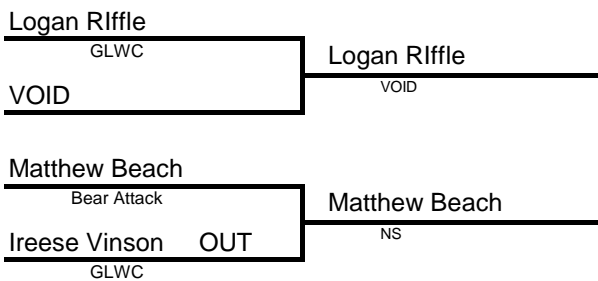 Logan RIffle
GLWC
Logan RIffle
VOID
VOID
Matthew Beach
Bear Attack
Matthew Beach
NS
Ireese Vinson OUT
GLWC